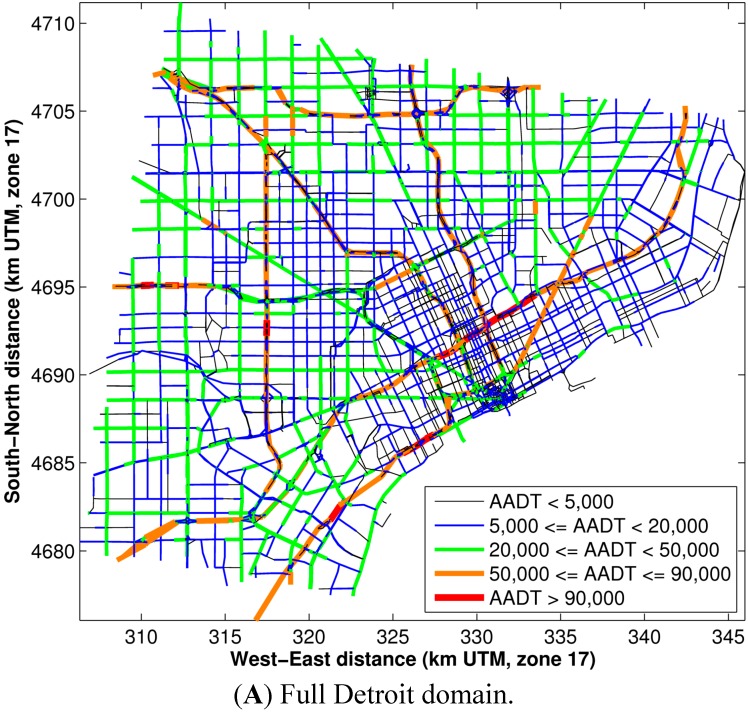 4710
4705
4700
4695
4690
4685
4680
South−North distance (km UTM, zone 17)
AADT < 5,000
5,000 <= AADT < 20,000
20,000 <= AADT < 50,000
50,000 <= AADT <= 90,000
AADT > 90,000
310 315 320 325 330 335 340 345
West−East distance (km UTM, zone 17)
(A) Full Detroit domain.